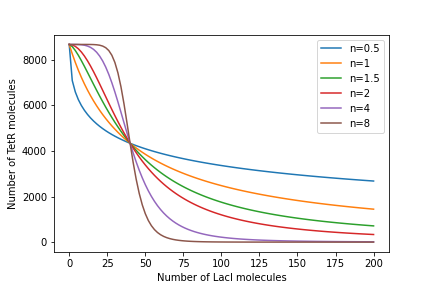 n=0.5
n=1
n=1.5
n=2
n=4
n=8
Number of TetR molecules
8000
6000
4000
2000
0
0 25 50 75 100 125 150 175 200
Number of LacI molecules